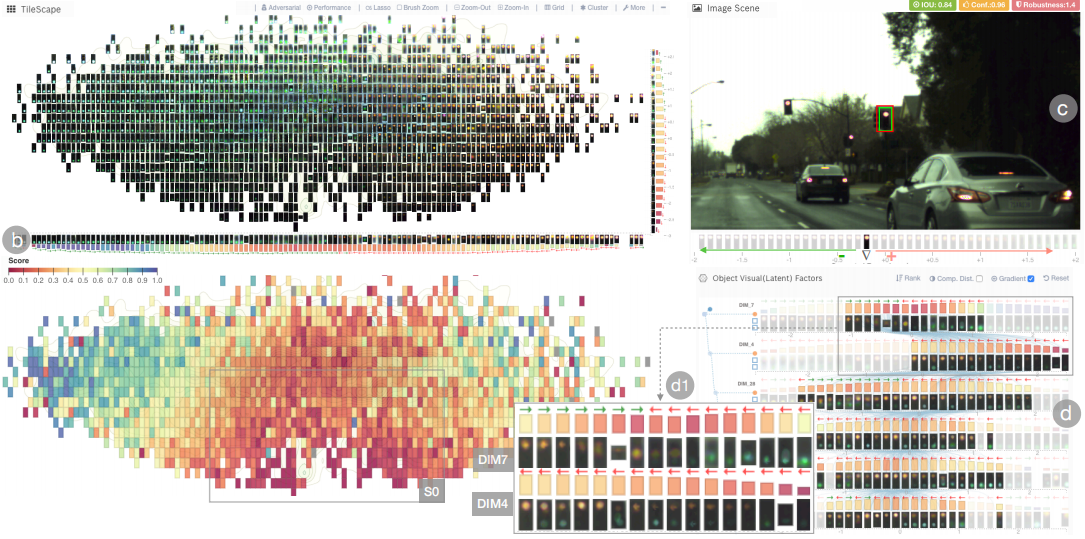 TileScape
Adversarial Performance | Lasso Brush Zoom | Zoom-Out Zoom-In | Grid | Cluster | More
b
Score
0.0 0.1 0.2 0.3 0.4 0.5 0.6 0.7 0.8 0.9 1.0
S0
IOU: 0.84 Conf.:0.96 Robustness:1.4
Image Scene
c
-2 -1.5 -1 +1 +1.5 +2
Object Visual(Latent) Factors
Rank Comp. Dist. Gradient Reset
DIM_7
DIM_4
DIM_28
d1
d
DIM7
DIM4